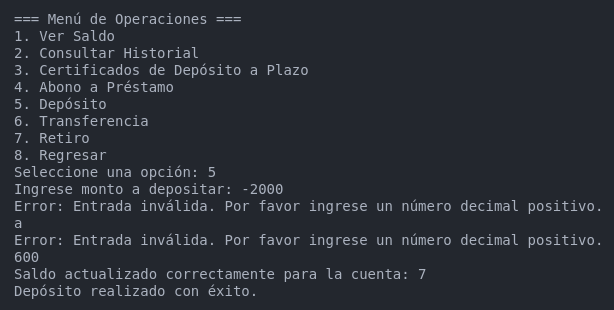 === Menú de Operaciones ===
1. Ver Saldo
2. Consultar Historial
3. Certificados de Depósito a Plazo
4. Abono a Préstamo
5. Depósito
6. Transferencia
7. Retiro
8. Regresar
Seleccione una opción: 5
Ingrese monto a depositar: -2000
Error: Entrada inválida. Por favor ingrese un número decimal positivo.
a
Error: Entrada inválida. Por favor ingrese un número decimal positivo.
600
Saldo actualizado correctamente para la cuenta: 7
Depósito realizado con éxito.